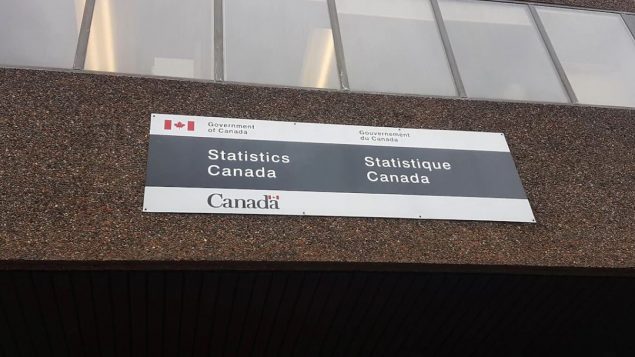 Government
of Canada
Gouvernement
du Canada
Statistics
Canada
Statistique
Canada
Canada